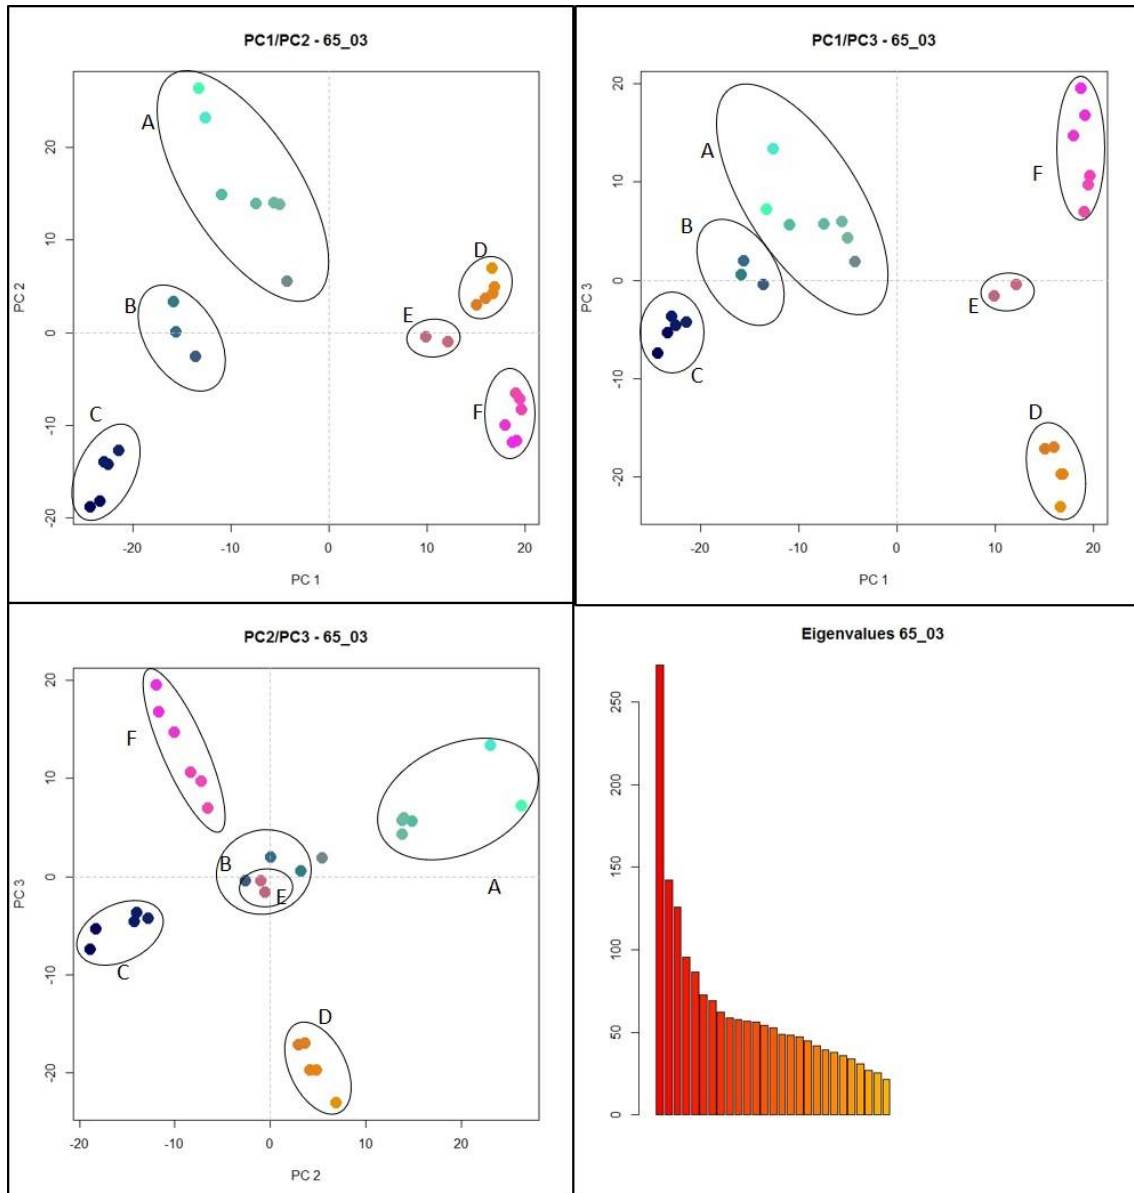 PC1/PC2 - 65_03
A
B
C
D
E
F
20
10
0
-10
-20
PC 2
-20 -10 0 10 20
PC 1
PC1/PC3 - 65_03
A
B
C
D
E
F
20
10
0
-10
-20
PC 3
-20 -10 0 10 20
PC 1
PC2/PC3 - 65_03
F
A
B
E
C
D
20
10
0
-10
-20
PC 3
-20 -10 0 10 20
PC 2
Eigenvalues 65_03
250
200
150
100
50
0